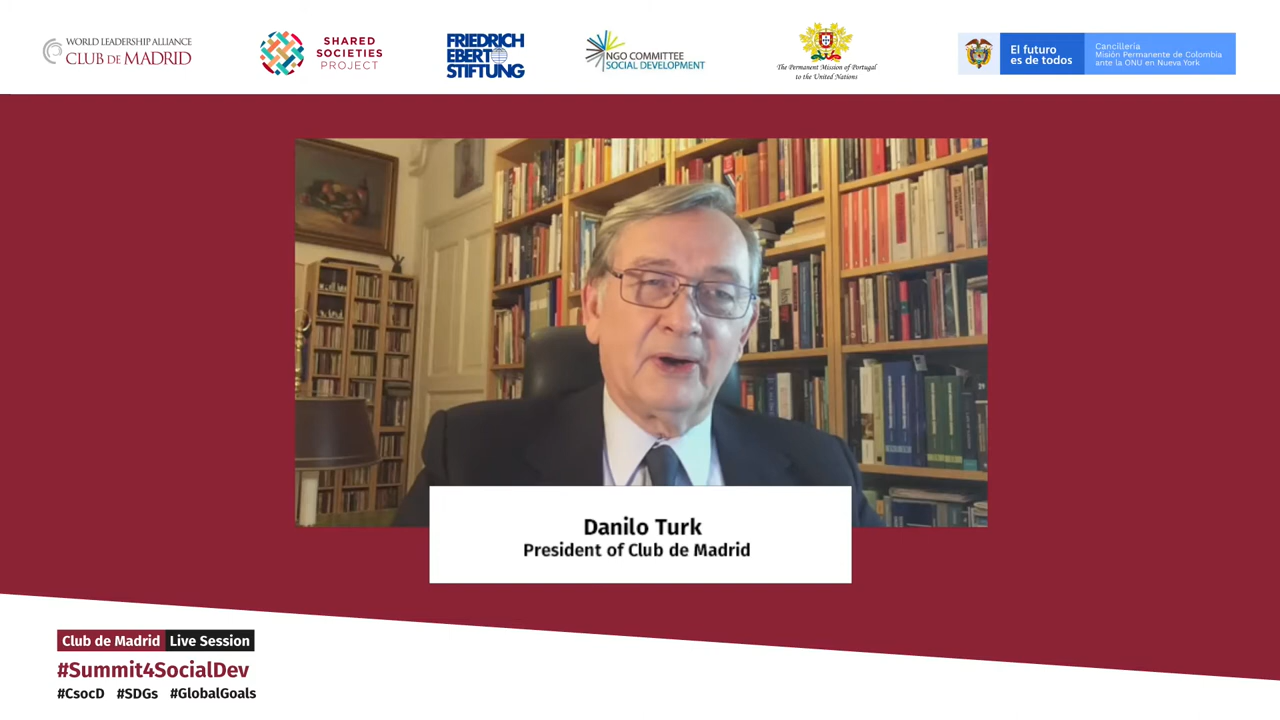 WORLD LEADERSHIP ALLIANCE
CLUB DE MADRID
SHARED
SOCIETIES
PROJECT
FRIEDRICH
EBERT
STIFTUNG
NGO COMMITTEE
SOCIAL DEVELOPMENT
The Permanent Mission of Portugal
to the United Nations
El futuro
es de todos
Cancillería
Misión Permanente de Colombia
ante la ONU en Nueva York
Danilo Turk
President of Club de Madrid
Club de Madrid Live Session
#Summit4SocialDev
#CsocD #SDGs #GlobalGoals